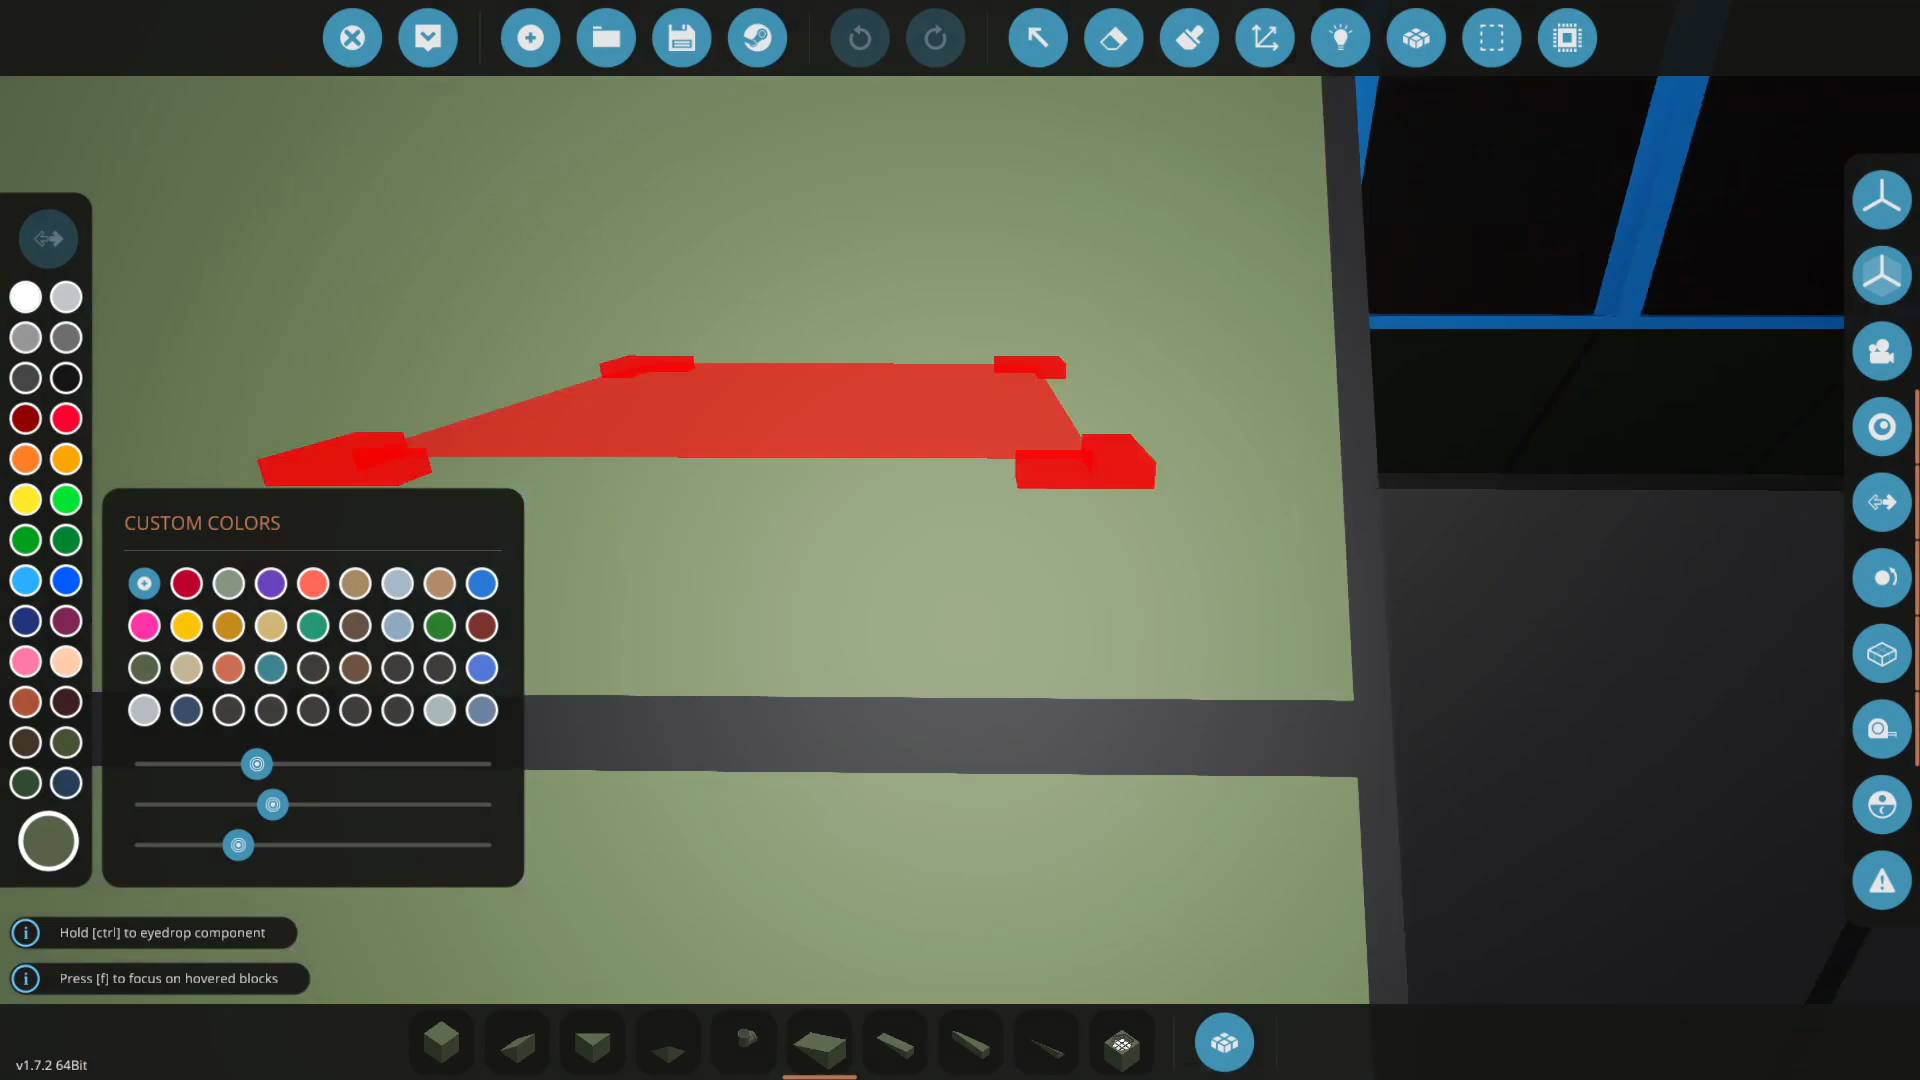 CUSTOM COLORS
Hold [ctrl] to eyedrop component
Press [f] to focus on hovered blocks
v1.7.2 64Bit